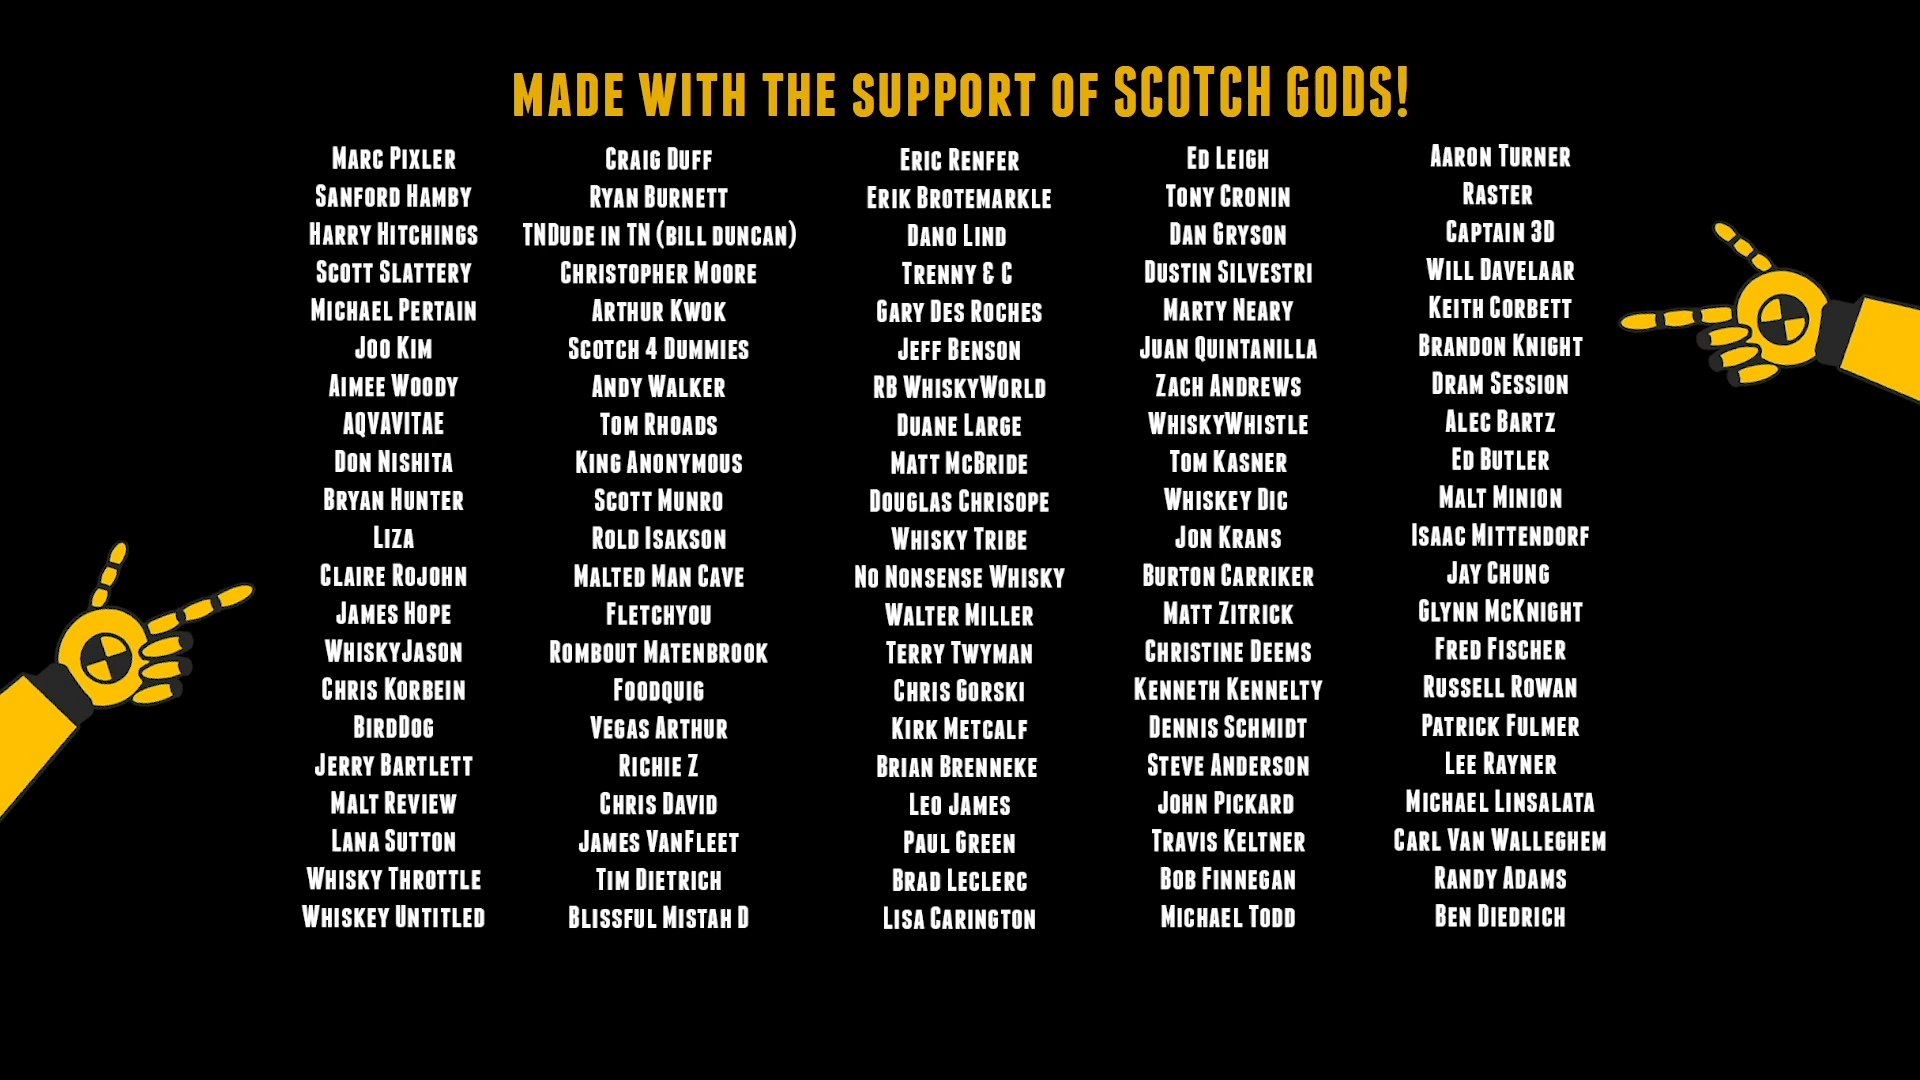 MADE WITH THE SUPPORT OF SCOTCH GODS!
Marc Pixler
Sanford Hamby
Harry Hitchings
Scott Slattery
Michael Pertain
Joo Kim
Aimee Woody
AQVAVITAE
Don Nishita
Bryan Hunter
Liza
Claire Rojohn
James Hope
WhiskyJason
Chris Korbein
BirdDog
Jerry Bartlett
Malt Review
Lana Sutton
Whisky Throttle
Whiskey Untitled
Craig Duff
Ryan Burnett
TNDude in TN (bill duncan)
Christopher Moore
Arthur Kwok
Scotch 4 Dummies
Andy Walker
Tom Rhoads
King Anonymous
Scott Munro
Rold Isakson
Malted Man Cave
Fletchyou
Rombout Matenbrook
Foodquig
Vegas Arthur
Richie Z
Chris David
James VanFleet
Tim Dietrich
Blissful Mistah D
Eric Renfer
Erik Brotemarkle
Dano Lind
Trenny & C
Gary Des Roches
Jeff Benson
RB WhiskyWorld
Duane Large
Matt McBride
Douglas Chrisope
Whisky Tribe
No Nonsense Whisky
Walter Miller
Terry Twyman
Chris Gorski
Kirk Metcalf
Brian Brenneke
Leo James
Paul Green
Brad Leclerc
Lisa Carington
Ed Leigh
Tony Cronin
Dan Gryson
Dustin Silvestri
Marty Neary
Juan Quintanilla
Zach Andrews
WhiskyWhistle
Tom Kasner
Whiskey Dic
Jon Krans
Burton Carriker
Matt Zitrick
Christine Deems
Kenneth Kennelty
Dennis Schmidt
Steve Anderson
John Pickard
Travis Keltner
Bob Finnegan
Michael Todd
Aaron Turner
Raster
Captain 3D
Will Davelaar
Keith Corbett
Brandon Knight
Dram Session
Alec Bartz
Ed Butler
Malt Minion
Isaac Mittendorf
Jay Chung
Glynn McKnight
Fred Fischer
Russell Rowan
Patrick Fulmer
Lee Rayner
Michael Linsalata
Carl Van Walleghem
Randy Adams
Ben Diedrich